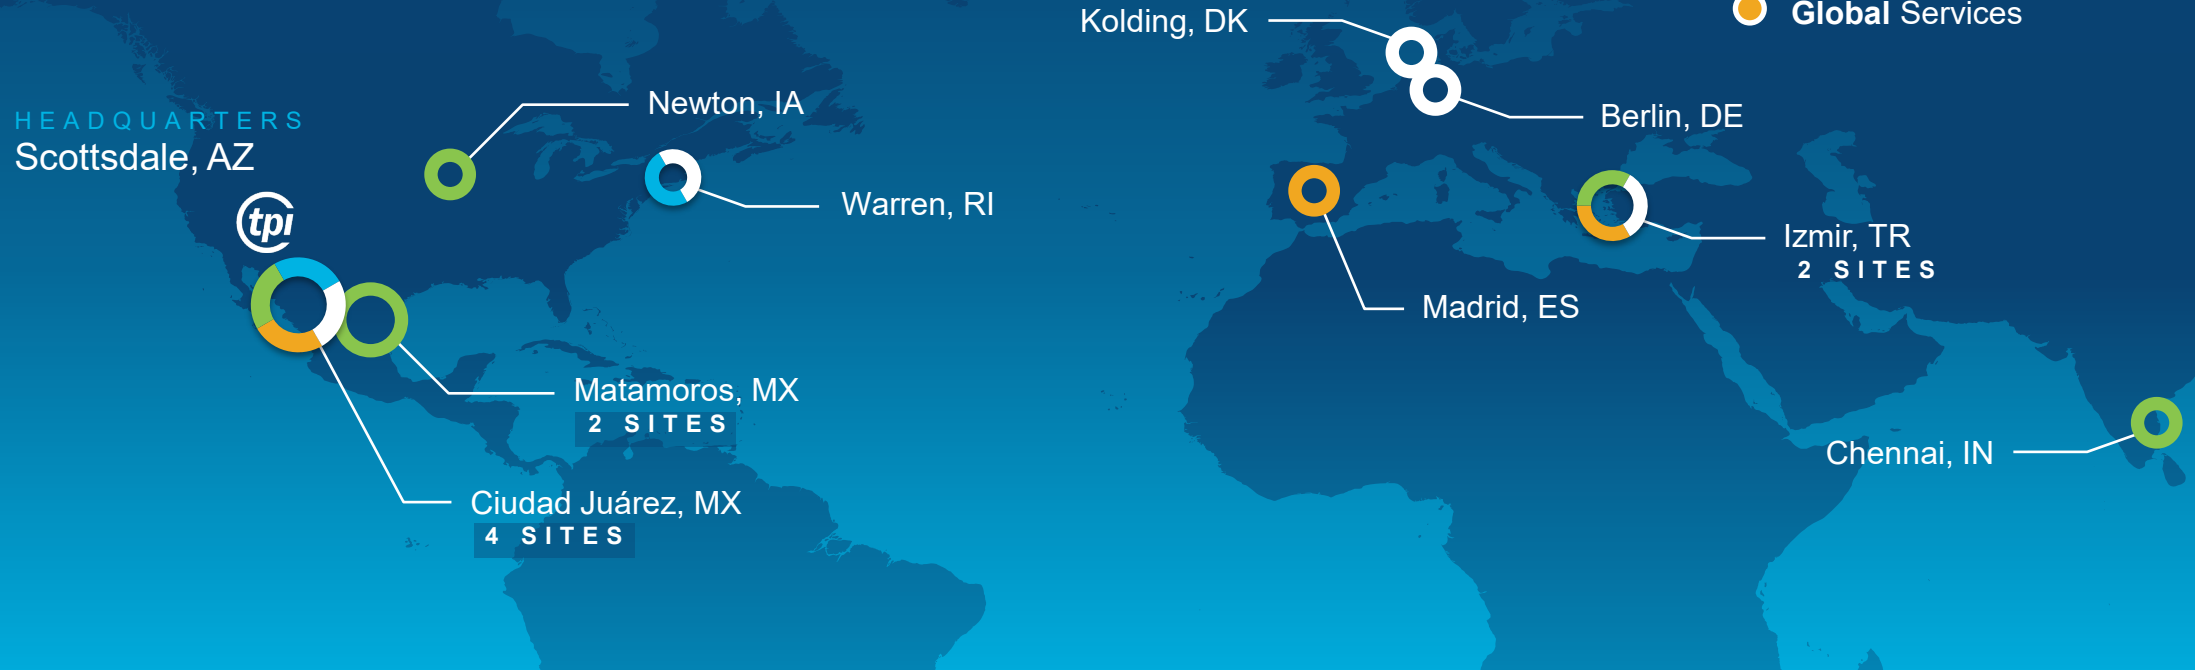 Kolding, DK
Global Services
HEADQUARTERS
Scottsdale, AZ
tpi
Newton, IA
Warren, RI
Berlin, DE
Izmir, TR
2 SITES
Madrid, ES
Matamoros, MX
2 SITES
Chennai, IN
Ciudad Juárez, MX
4 SITES